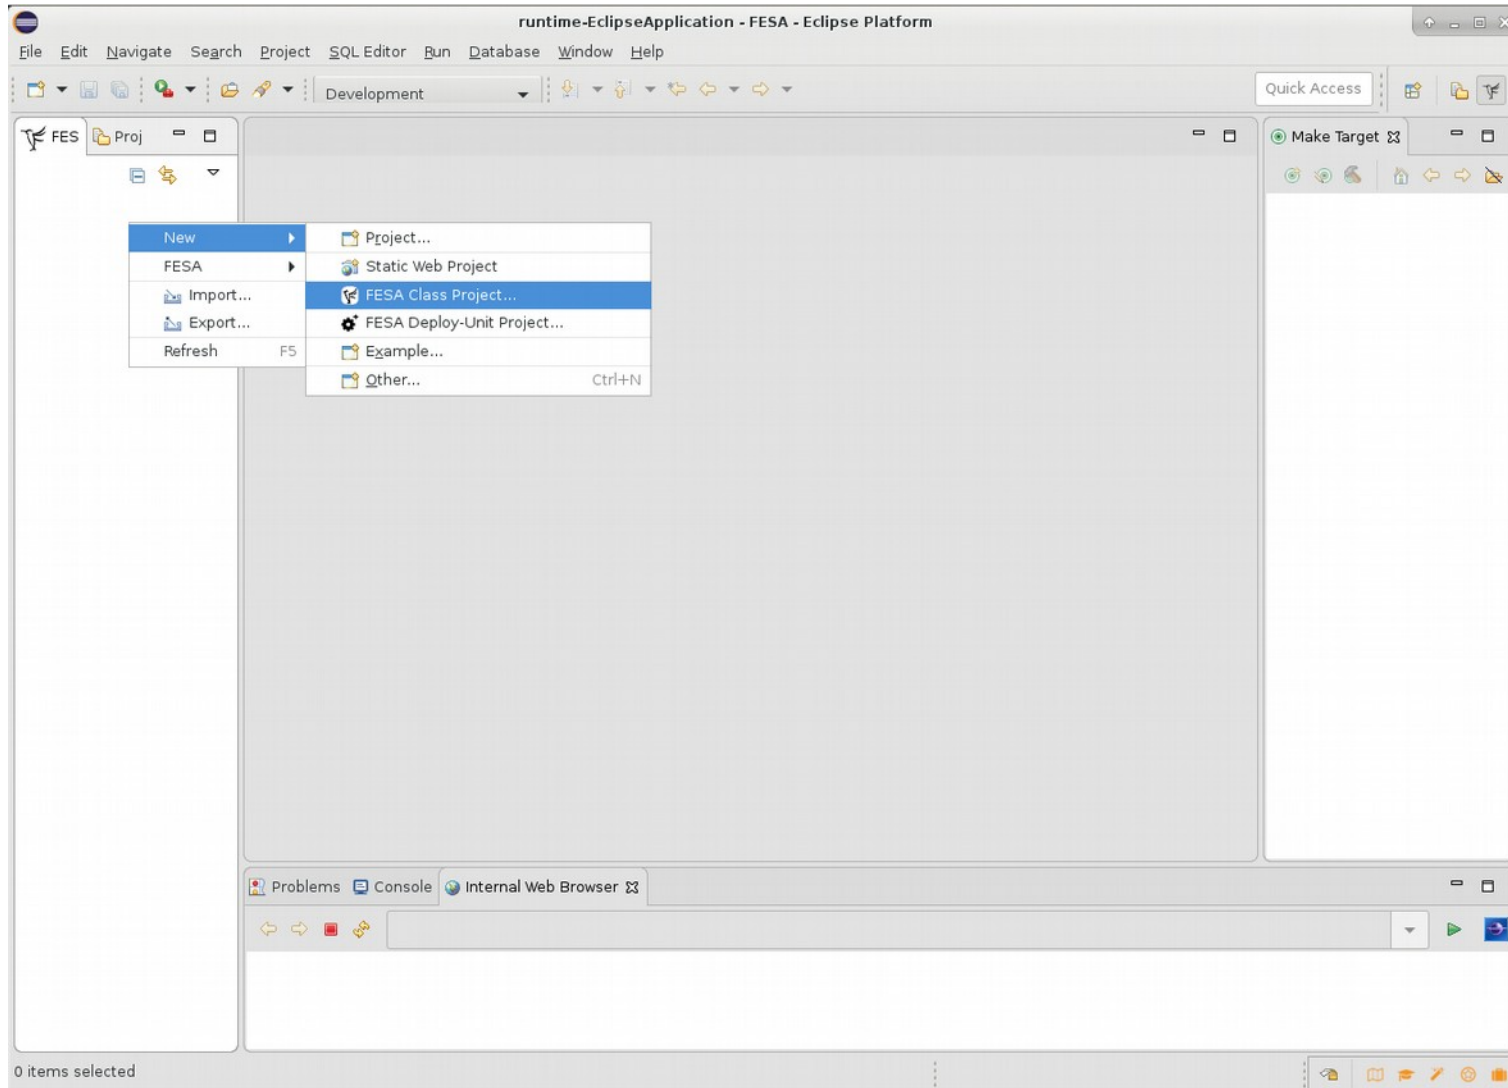 runtime-EclipseApplication - FESA - Eclipse Platform
File Edit Navigate Search Project SQL Editor Run Database Window Help
Development
Quick Access
FES Proj
Make Target
New
FESA
Import...
Export...
Refresh F5
Project...
Static Web Project
FESA Class Project...
FESA Deploy-Unit Project...
Example...
Other... Ctrl+N
Problems Console Internal Web Browser
0 items selected